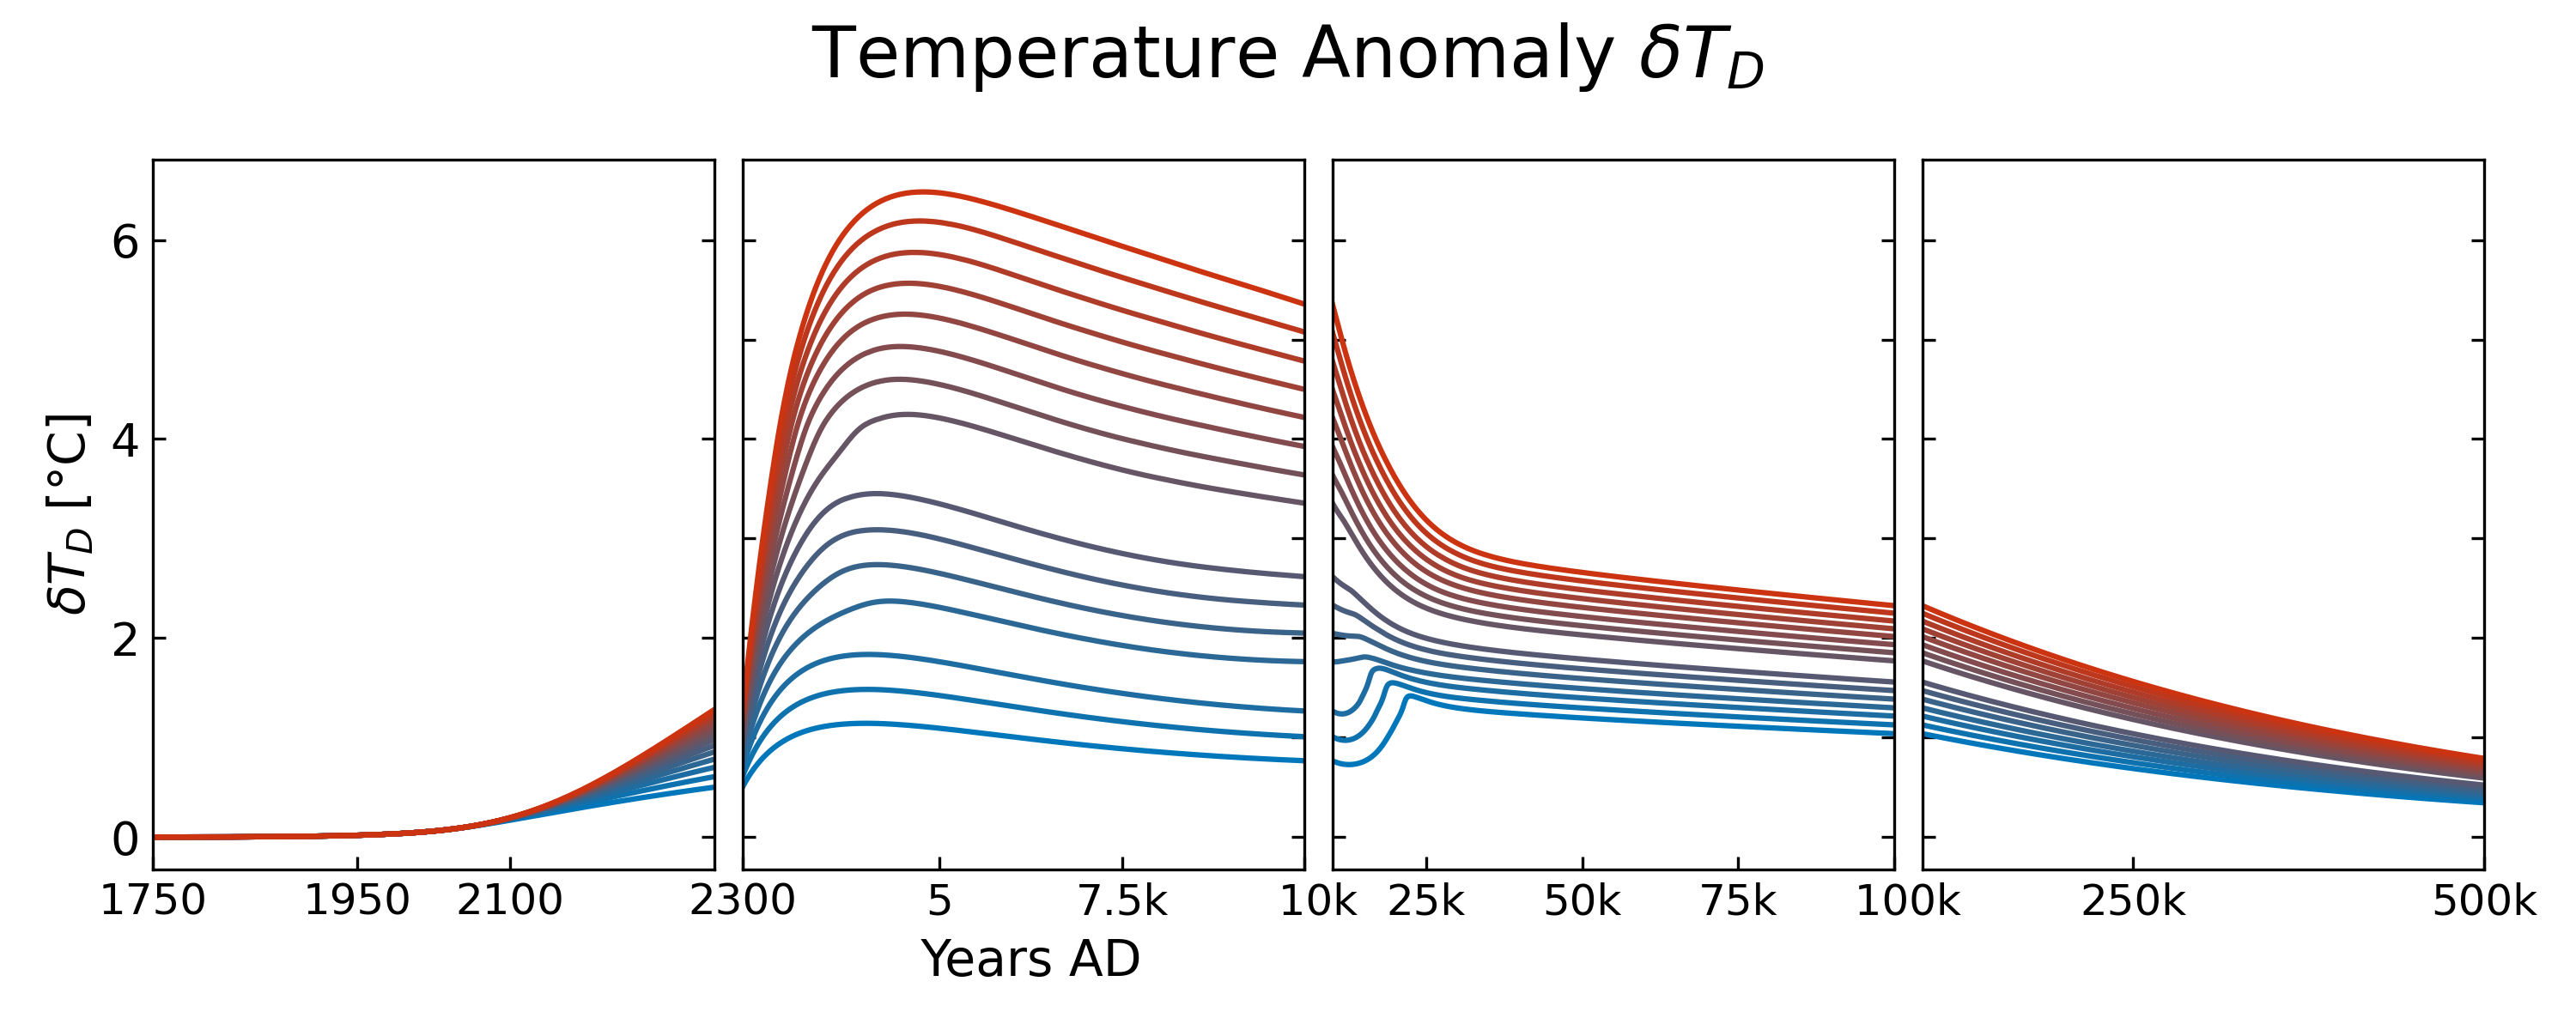 Temperature Anomaly δT_D
δT_D [°C]
6
4
2
0
1750 1950 2100 2300 5 7.5k 10k 25k 50k 75k 100k 250k 500k
Years AD